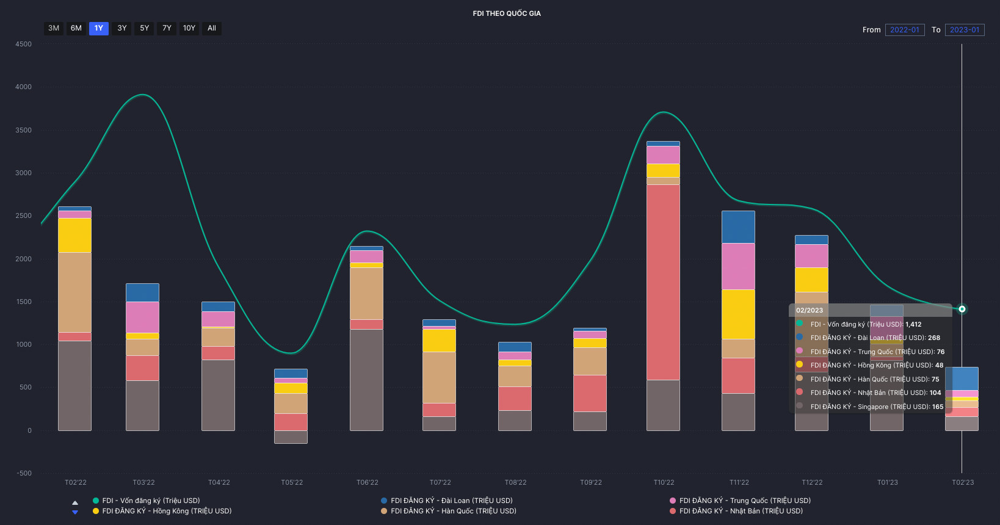 FDI THEO QUỐC GIA
3M 6M 1Y 3Y 5Y 7Y 10Y All
From 2022-01 To 2023-01
4500
4000
3500
3000
2500
2000
1500
1000
500
0
-500
02/2023
FDI - Vốn đăng ký (Triệu USD): 1,412
FDI ĐĂNG KÝ - Đài Loan (TRIỆU USD): 268
FDI ĐĂNG KÝ - Trung Quốc (TRIỆU USD): 76
FDI ĐĂNG KÝ - Hồng Kông (TRIỆU USD): 48
FDI ĐĂNG KÝ - Hàn Quốc (TRIỆU USD): 75
FDI ĐĂNG KÝ - Nhật Bản (TRIỆU USD): 104
FDI ĐĂNG KÝ - Singapore (TRIỆU USD): 165
T02'22 T03'22 T04'22 T05'22 T06'22 T07'22 T08'22 T09'22 T10'22 T11'22 T12'22 T01'23 T02'23
FDI - Vốn đăng ký (Triệu USD) FDI ĐĂNG KÝ - Đài Loan (TRIỆU USD) FDI ĐĂNG KÝ - Trung Quốc (TRIỆU USD)
FDI ĐĂNG KÝ - Hồng Kông (TRIỆU USD) FDI ĐĂNG KÝ - Hàn Quốc (TRIỆU USD) FDI ĐĂNG KÝ - Nhật Bản (TRIỆU USD)